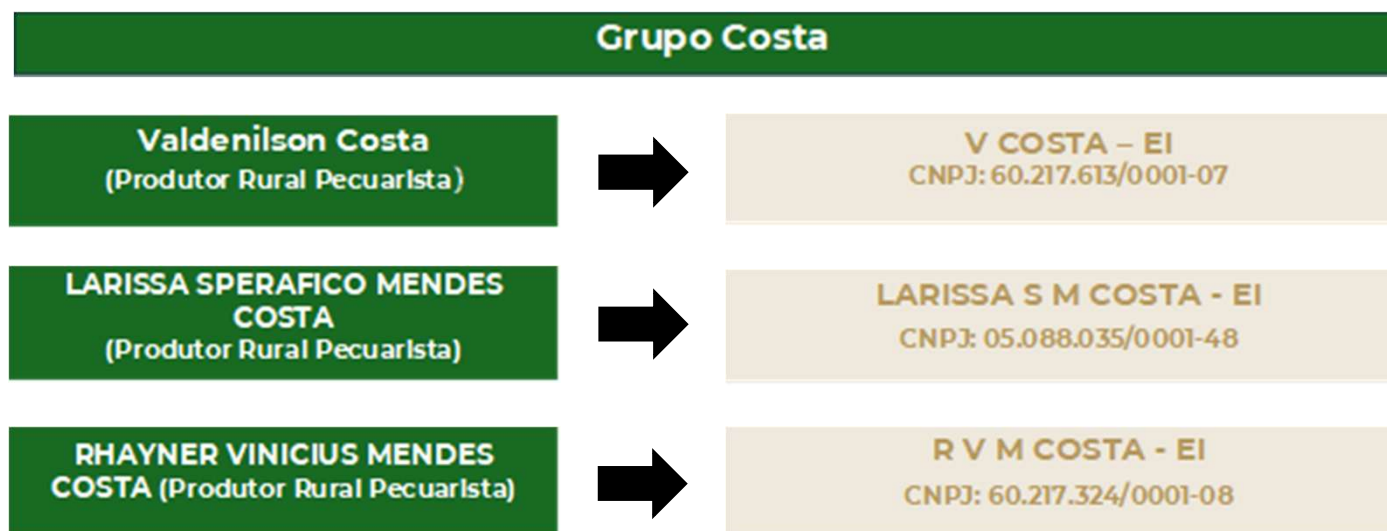 Grupo Costa
Valdenilson Costa
(Produtor Rural Pecuarista)
V COSTA – EI
CNPJ: 60.217.613/0001-07
LARISSA SPERAFICO MENDES
COSTA
(Produtor Rural Pecuarista)
LARISSA S M COSTA - EI
CNPJ: 05.088.035/0001-48
RHAYNER VINICIUS MENDES
COSTA (Produtor Rural Pecuarista)
R V M COSTA - EI
CNPJ: 60.217.324/0001-08